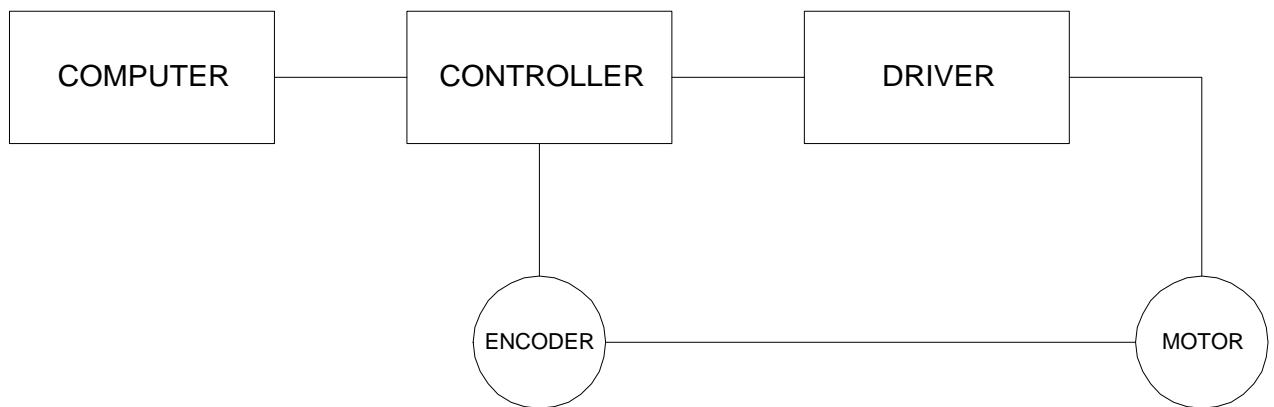 COMPUTER
CONTROLLER
DRIVER
ENCODER
MOTOR